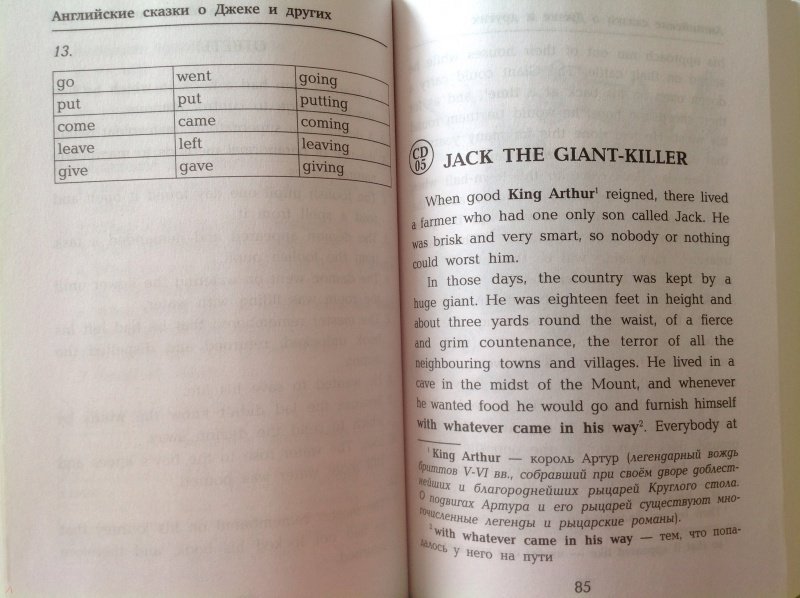 Английские сказки о Джеке и других
13.
go went going
put put putting
come came coming
leave left leaving
give gave giving
CD
05
JACK THE GIANT-KILLER
When good King Arthur¹ reigned, there lived
a farmer who had one only son called Jack. He
was brisk and very smart, so nobody or nothing
could worst him.
In those days, the country was kept by a
huge giant. He was eighteen feet in height and
about three yards round the waist, of a fierce
and grim countenance, the terror of all the
neighbouring towns and villages. He lived in a
cave in the midst of the Mount, and whenever
he wanted food he would go and furnish himself
with whatever came in his way². Everybody at
¹ King Arthur — король Артур (легендарный вождь
бриттов V-VI вв., собравший при своём дворе доблест-
нейших и благороднейших рыцарей Круглого стола.
О подвигах Артура и его рыцарей существуют мно-
гочисленные легенды и рыцарские романы).
² with whatever came in his way — тем, что попа-
далось у него на пути
85